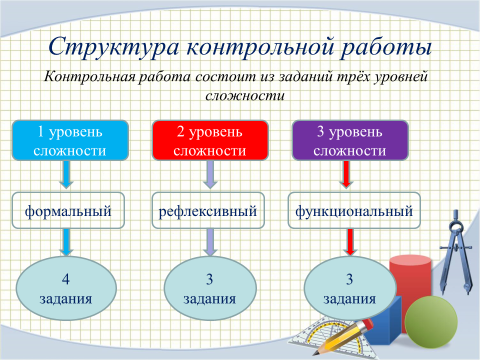 Структура контрольной работы
Контрольная работа состоит из заданий трёх уровней
сложности
1 уровень
сложности
2 уровень
сложности
3 уровень
сложности
формальный
рефлексивный
функциональный
4
задания
3
задания
3
задания